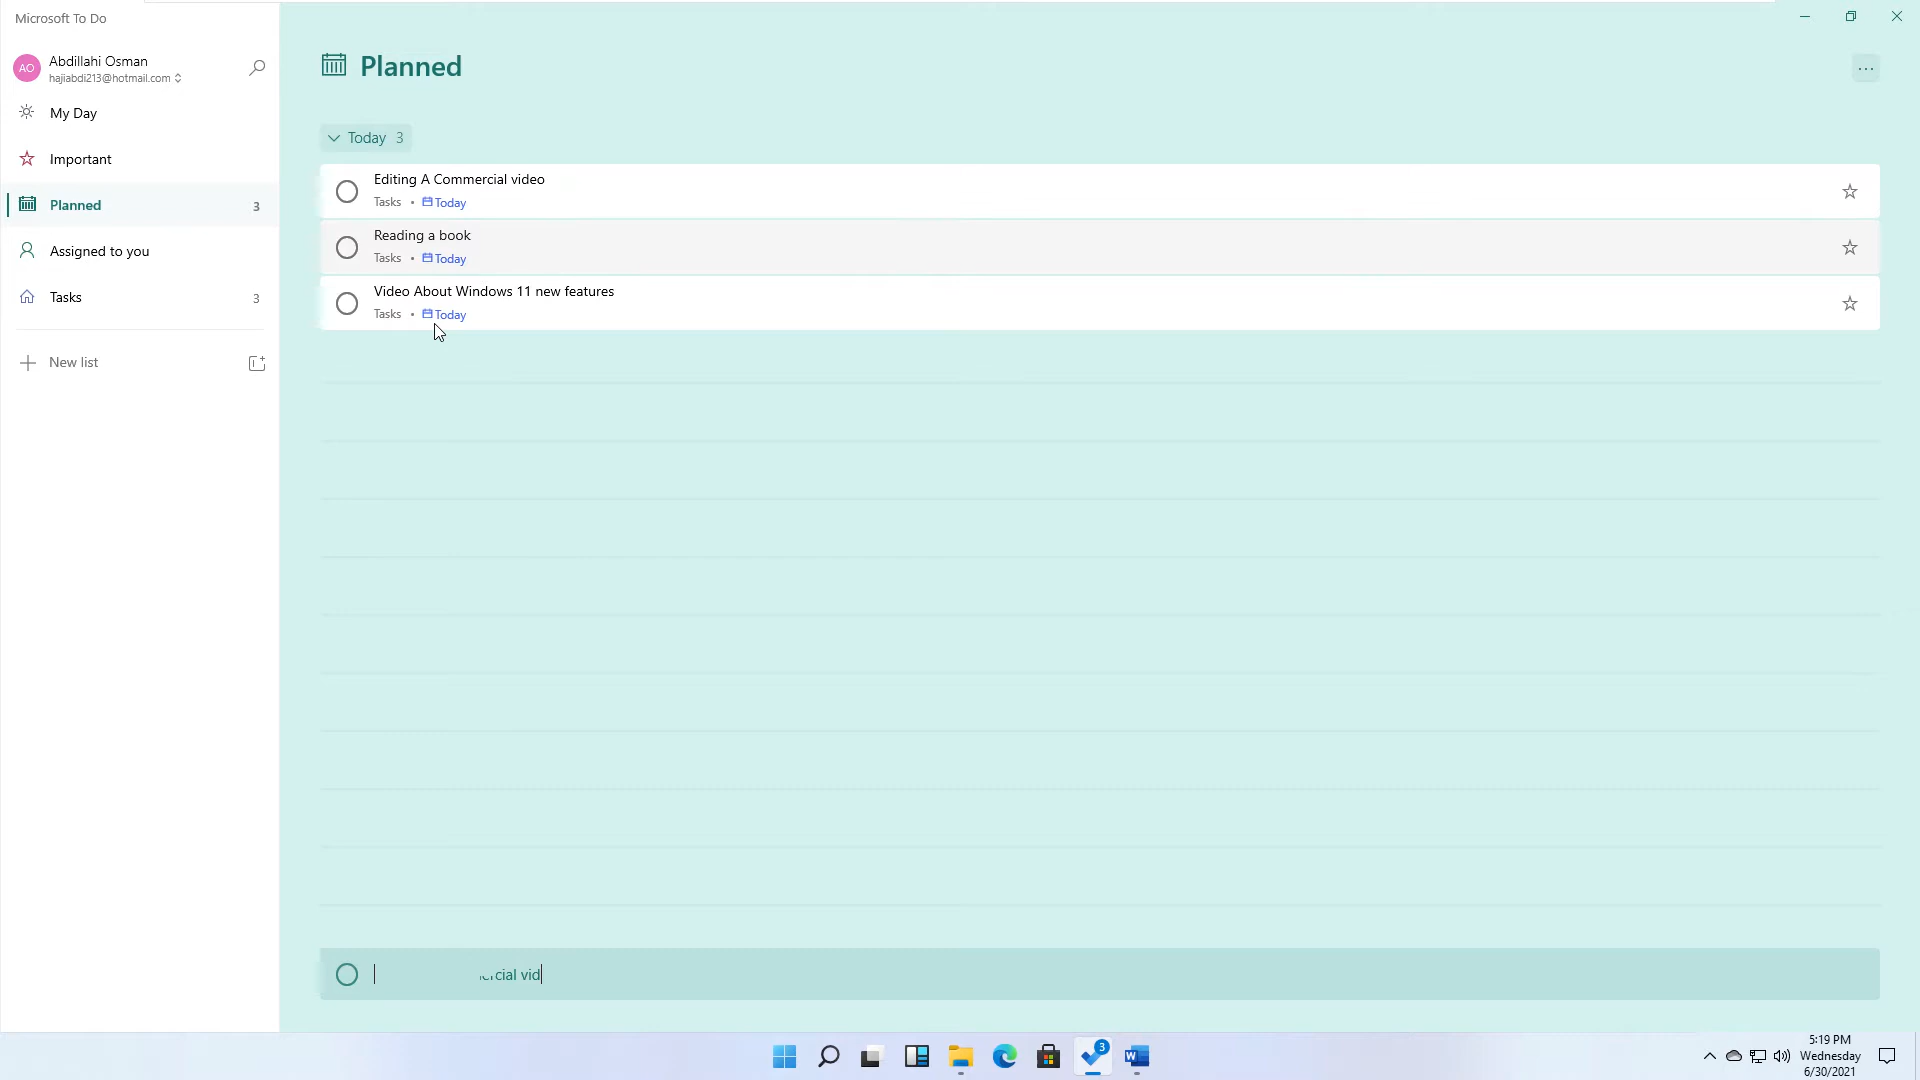 Microsoft To Do
AO
Abdillahi Osman
hajiabdi213@hotmail.com
My Day
Important
Planned 3
Assigned to you
Tasks 3
New list
Planned
Today 3
Editing A Commercial video
Tasks • Today
Reading a book
Tasks • Today
Video About Windows 11 new features
Tasks • Today
rcial vid
3
W
5:19 PM
Wednesday
6/30/2021